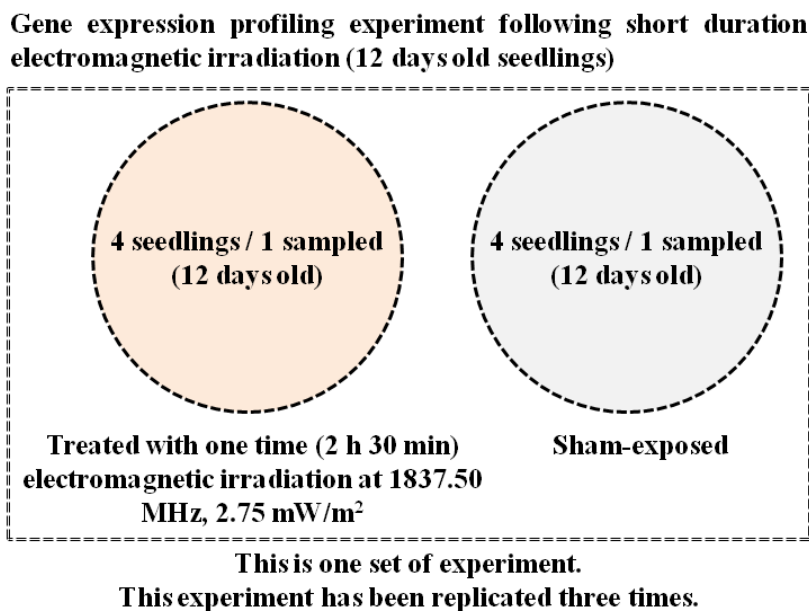 Gene expression profiling experiment following short duration
electromagnetic irradiation (12 days old seedlings)
4 seedlings / 1 sampled
(12 days old)
4 seedlings / 1 sampled
(12 days old)
Treated with one time (2 h 30 min)
electromagnetic irradiation at 1837.50
MHz, 2.75 mW/m²
Sham-exposed
This is one set of experiment.
This experiment has been replicated three times.